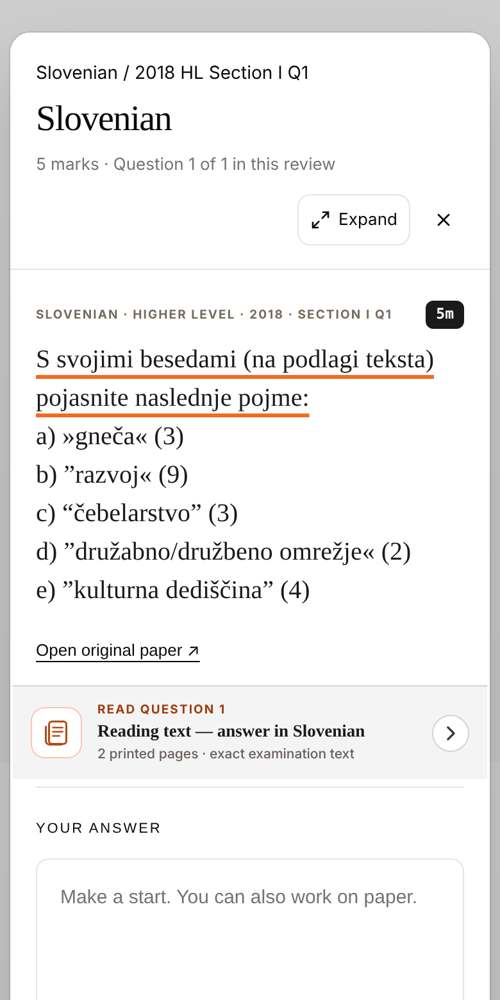 Slovenian / 2018 HL Section I Q1
Slovenian
5 marks · Question 1 of 1 in this review
Expand
SLOVENIAN · HIGHER LEVEL · 2018 · SECTION I Q1
5m
S svojimi besedami (na podlagi teksta)
pojasnite naslednje pojme:
a) »gneča« (3)
b) ”razvoj« (9)
c) “čebelarstvo” (3)
d) ”družabno/družbeno omrežje« (2)
e) ”kulturna dediščina” (4)
Open original paper ↗
READ QUESTION 1
Reading text — answer in Slovenian
2 printed pages · exact examination text
YOUR ANSWER
Make a start. You can also work on paper.